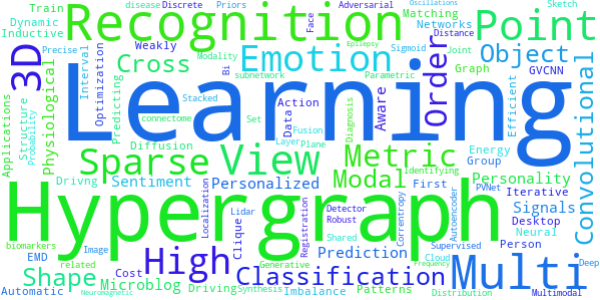 Train
disease
Discrete
Priors
Adversarial
Oscillations
Sketch
Dynamic
Inductive
Recognition
Face
Matching
Networks
Point
Weakly
Modality
Epilepsy
Sigmoid
Distance
Joint
3D
Precise
Interval
Optimization
Cross
Emotion
Bi
Parametric
Order
Graph
Object
GVCNN
Learning
Applications
Structure
Probability
Physiological
Predicting
Stacked
subnetwork
connectome
Set
Action
Data
Fusion
Layer
Plane
Diagnosis
Aware
Efficient
Convolutional
Diffusion
Sparse
View
Metric
Identifying
Energy
Group
Driving
Sentiment
Personalized
Modal
First
Personality
PVNet
Iterative
Hypergraph
Localization
Lidar
Clique
Registration
Detector
Robust
Correntropy
Autoencoder
Signals
Desktop
Neural
biomarkers
EMD
Image
High
Shared
Prediction
Cloud
Supervised
Person
Multi
related
Shape
Cost
Classification
Generative
Frequency
Deep
Automatic
Microblog
Neuromagnetic
Driving
Synthesis
Imbalance
Patterns
Distribution
Multimodal